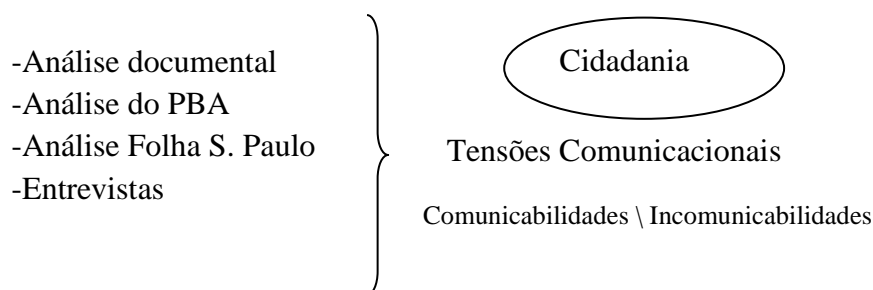 -Análise documental
-Análise do PBA
-Análise Folha S. Paulo
-Entrevistas
Cidadania
Tensões Comunicacionais
Comunicabilidades \ Incomunicabilidades